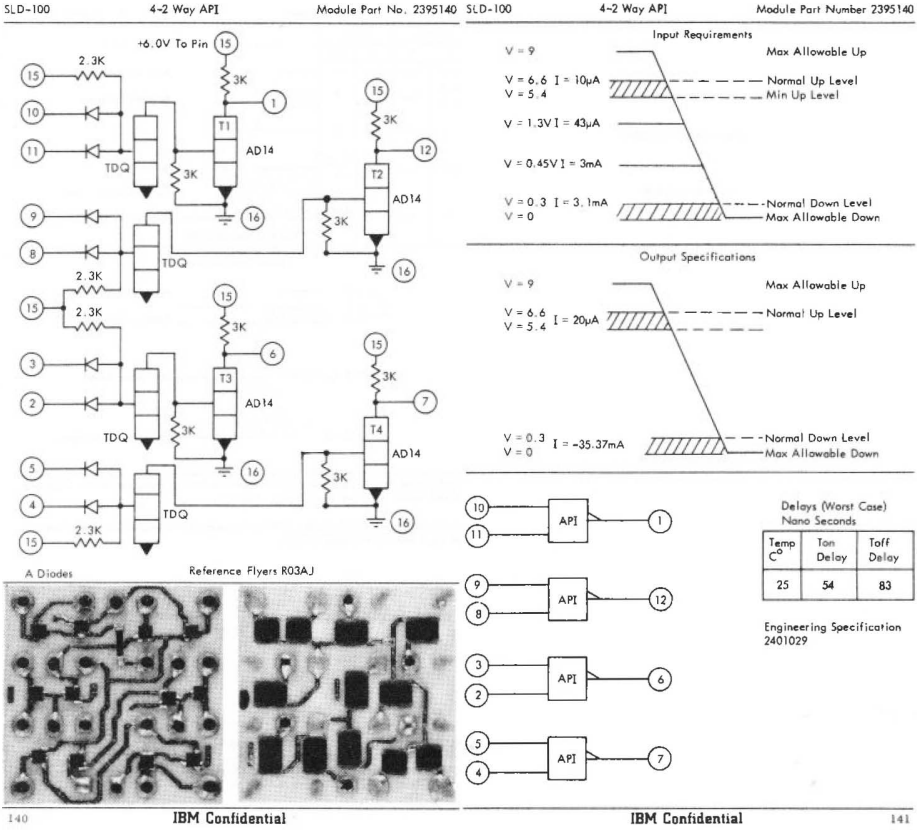 SLD-100 4-2 Way API Module Part No. 2395140
+6.0V To Pin 15
2.3K
15
3K
1
15
10
T1
3K
11
AD14
12
TDQ
T2
3K
AD14
9
16
3K
8
TDQ
16
2.3K
15
15
2.3K
3K
6
15
3
T3
3K
2
AD14
7
TDQ
T4
3K
AD14
5
16
3K
4
TDQ
16
2.3K
15
A Diodes
Reference Flyers R03AJ
140
IBM Confidential
SLD-100 4-2 Way API Module Part Number 2395140
Input Requirements
V = 9 Max Allowable Up
V = 6.6 I = 10µA Normal Up Level
V = 5.4 Min Up Level
V = 1.3V I = 43µA
V = 0.45V I = 3mA
V = 0.3 I = 3.1mA Normal Down Level
V = 0 Max Allowable Down
Output Specifications
V = 9 Max Allowable Up
V = 6.6 Normal Up Level
I = 20µA
V = 5.4
V = 0.3 Normal Down Level
I = -35.37mA
V = 0 Max Allowable Down
10
API
1
11
9
API
12
8
3
API
6
2
5
API
7
4
Delays (Worst Case)
Nano Seconds
Temp Ton Toff
C° Delay Delay
25 54 83
Engineering Specification
2401029
IBM Confidential
141